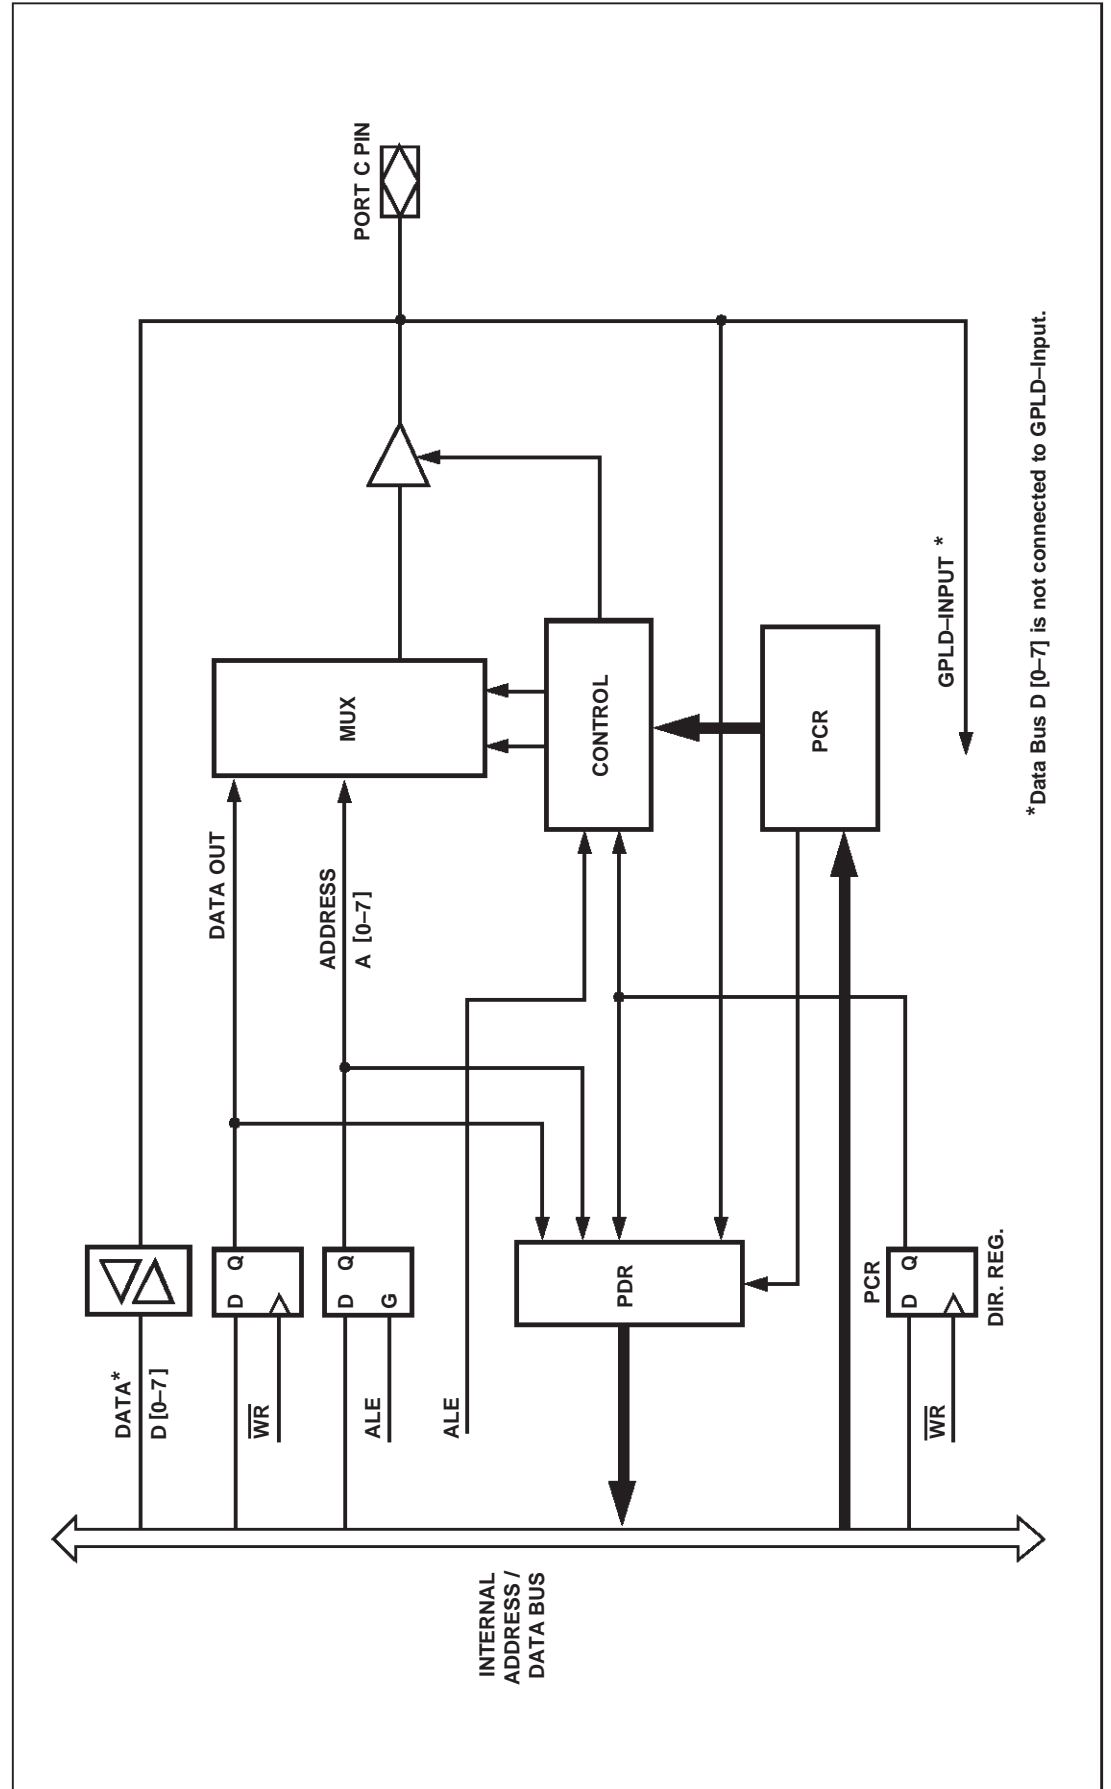 PORT C PIN
DATA*
D [0–7]
D Q
WR
DATA OUT
D Q
G
ALE
ADDRESS
A [0–7]
ALE
MUX
CONTROL
INTERNAL
ADDRESS /
DATA BUS
PDR
PCR
PCR
D Q
DIR. REG.
WR
GPLD–INPUT *
*Data Bus D [0–7] is not connected to GPLD–Input.